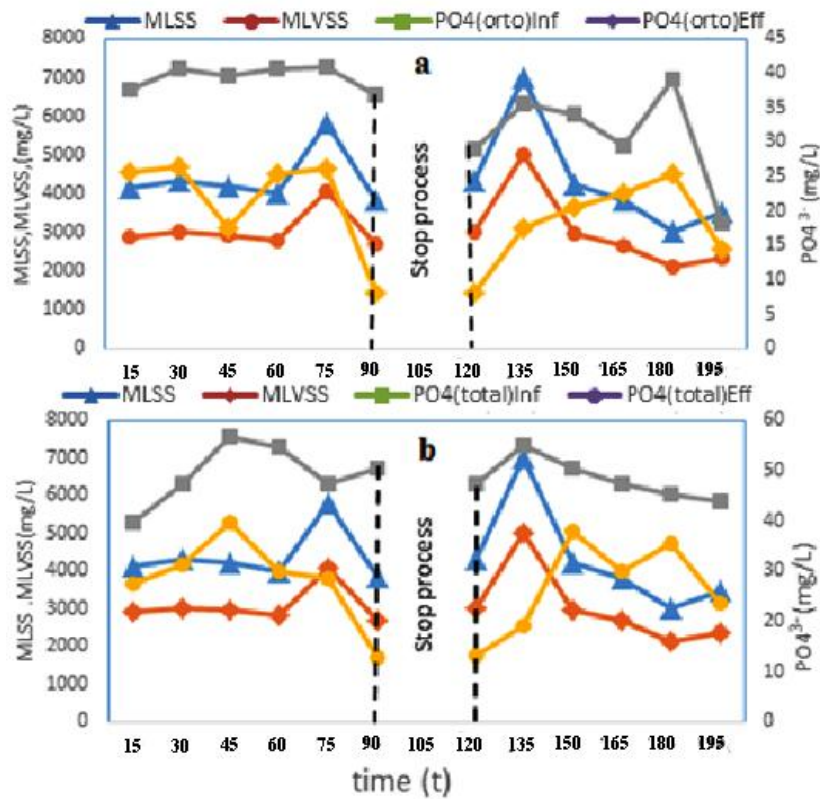 MLSS MLVSS PO4(orto)Inf PO4(orto)Eff
8000 45
7000 40
6000 35
5000 30
4000 25
3000 20
2000 15
1000 10
0 5
0
MLSS,MLVSS,(mg/L)
a
Stop process
PO4 3- (mg/L)
15 30 45 60 75 90 105 120 135 150 165 180 195
MLSS MLVSS PO4(total)Inf PO4(total)Eff
8000 60
7000 50
6000 40
5000 30
4000 20
3000 10
2000 0
1000
0
MLSS .MLVSS(mg/L)
b
Stop process
PO4 3- (mg/L)
15 30 45 60 75 90 105 120 135 150 165 180 195
time (t)